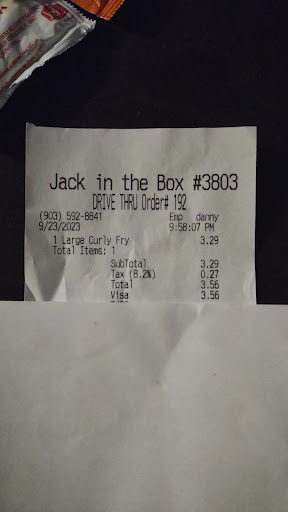 Jack in the Box #3803
DRIVE THRU Order# 192
(903) 592-8841 Emp danny
9/23/2023 9:58:07 PM
1 Large Curly Fry 3.29
Total Items: 1
SubTotal 3.29
Tax (8.2%) 0.27
Total 3.56
Visa 3.56